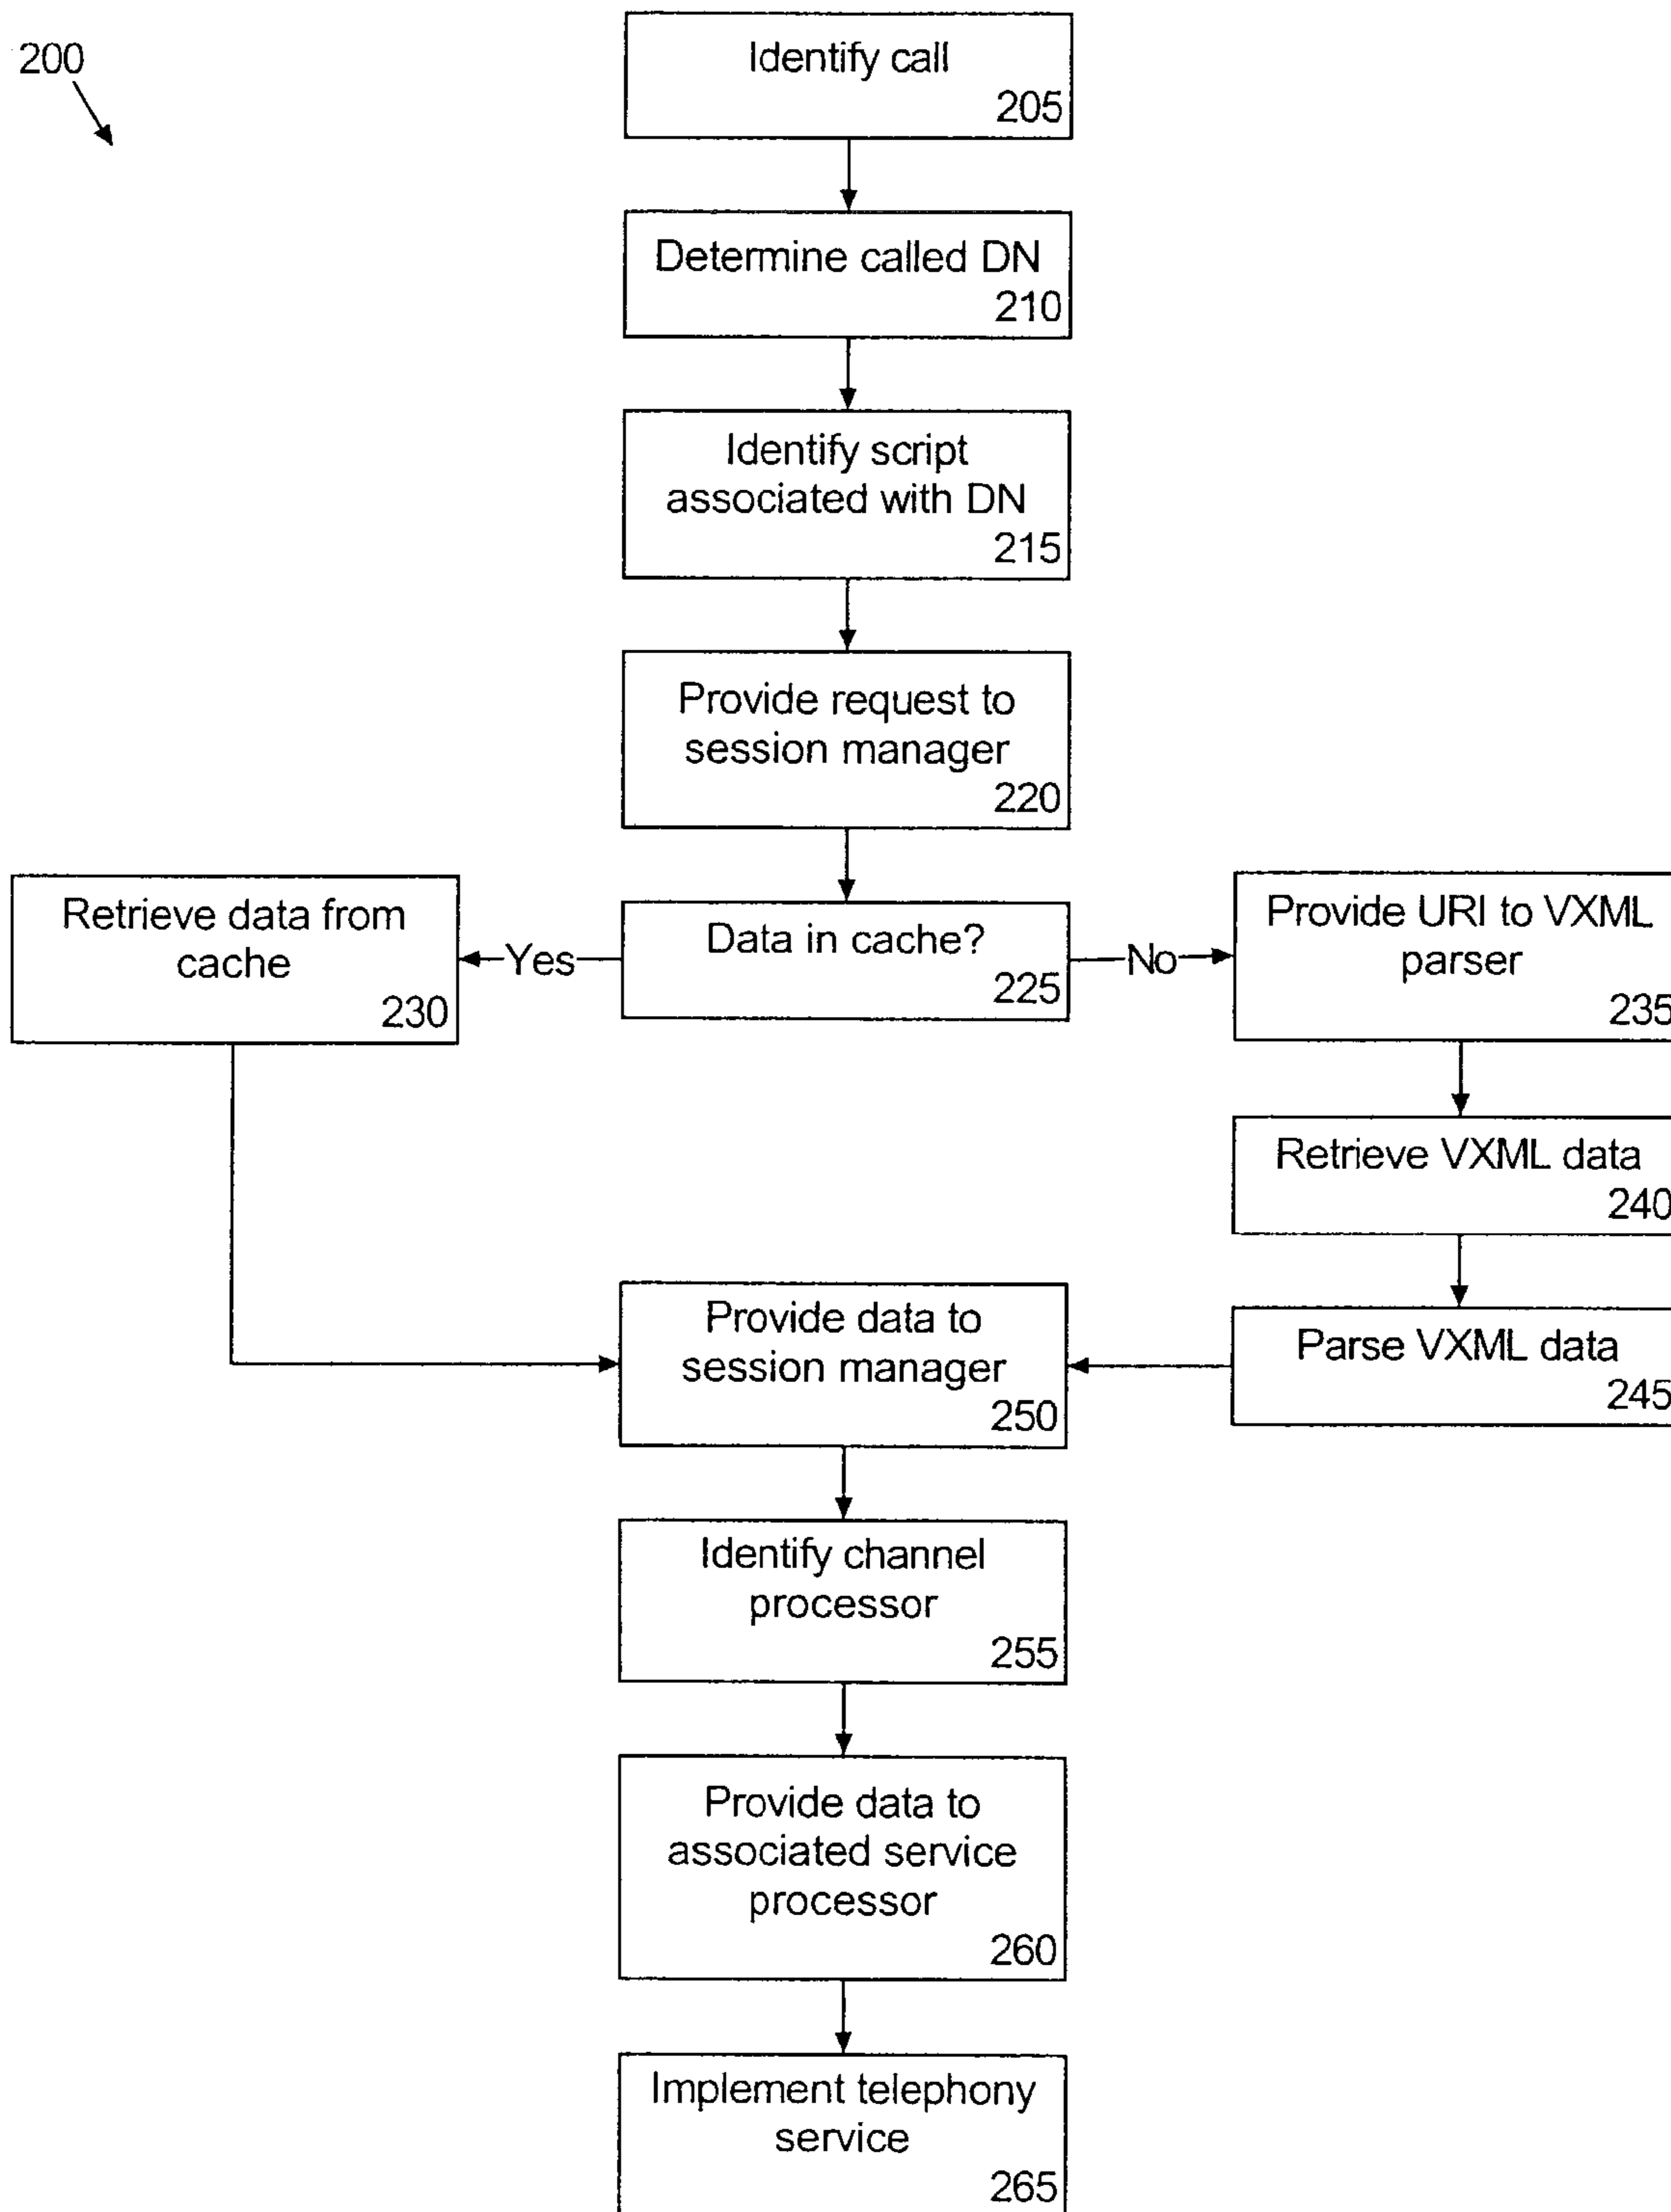 200
Identify call
205
Determine called DN
210
Identify script
associated with DN
215
Provide request to
session manager
220
Retrieve data from
cache
230
Yes
Data in cache?
225
No
Provide URI to VXML
parser
235
Retrieve VXML data
240
Parse VXML data
245
Provide data to
session manager
250
Identify channel
processor
255
Provide data to
associated service
processor
260
Implement telephony
service
265